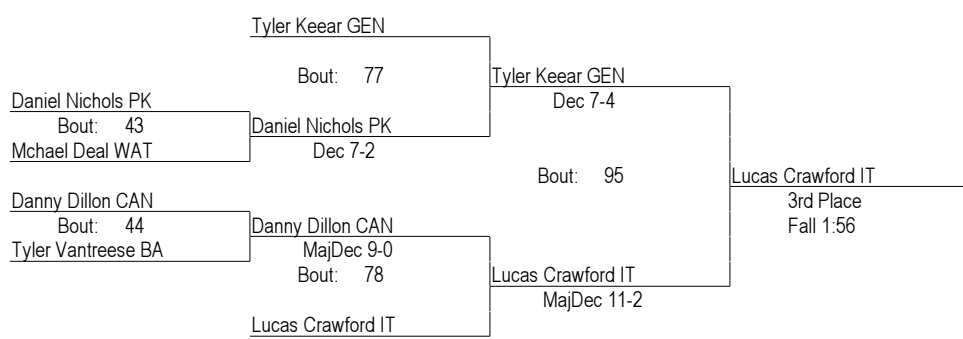 Tyler Keear GEN
Bout: 77
Tyler Keear GEN
Dec 7-4
Daniel Nichols PK
Bout: 43
Daniel Nichols PK
Mchael Deal WAT
Dec 7-2
Bout: 95
Lucas Crawford IT
3rd Place
Fall 1:56
Danny Dillon CAN
Bout: 44
Danny Dillon CAN
Tyler Vantreese BA
MajDec 9-0
Bout: 78
Lucas Crawford IT
MajDec 11-2
Lucas Crawford IT